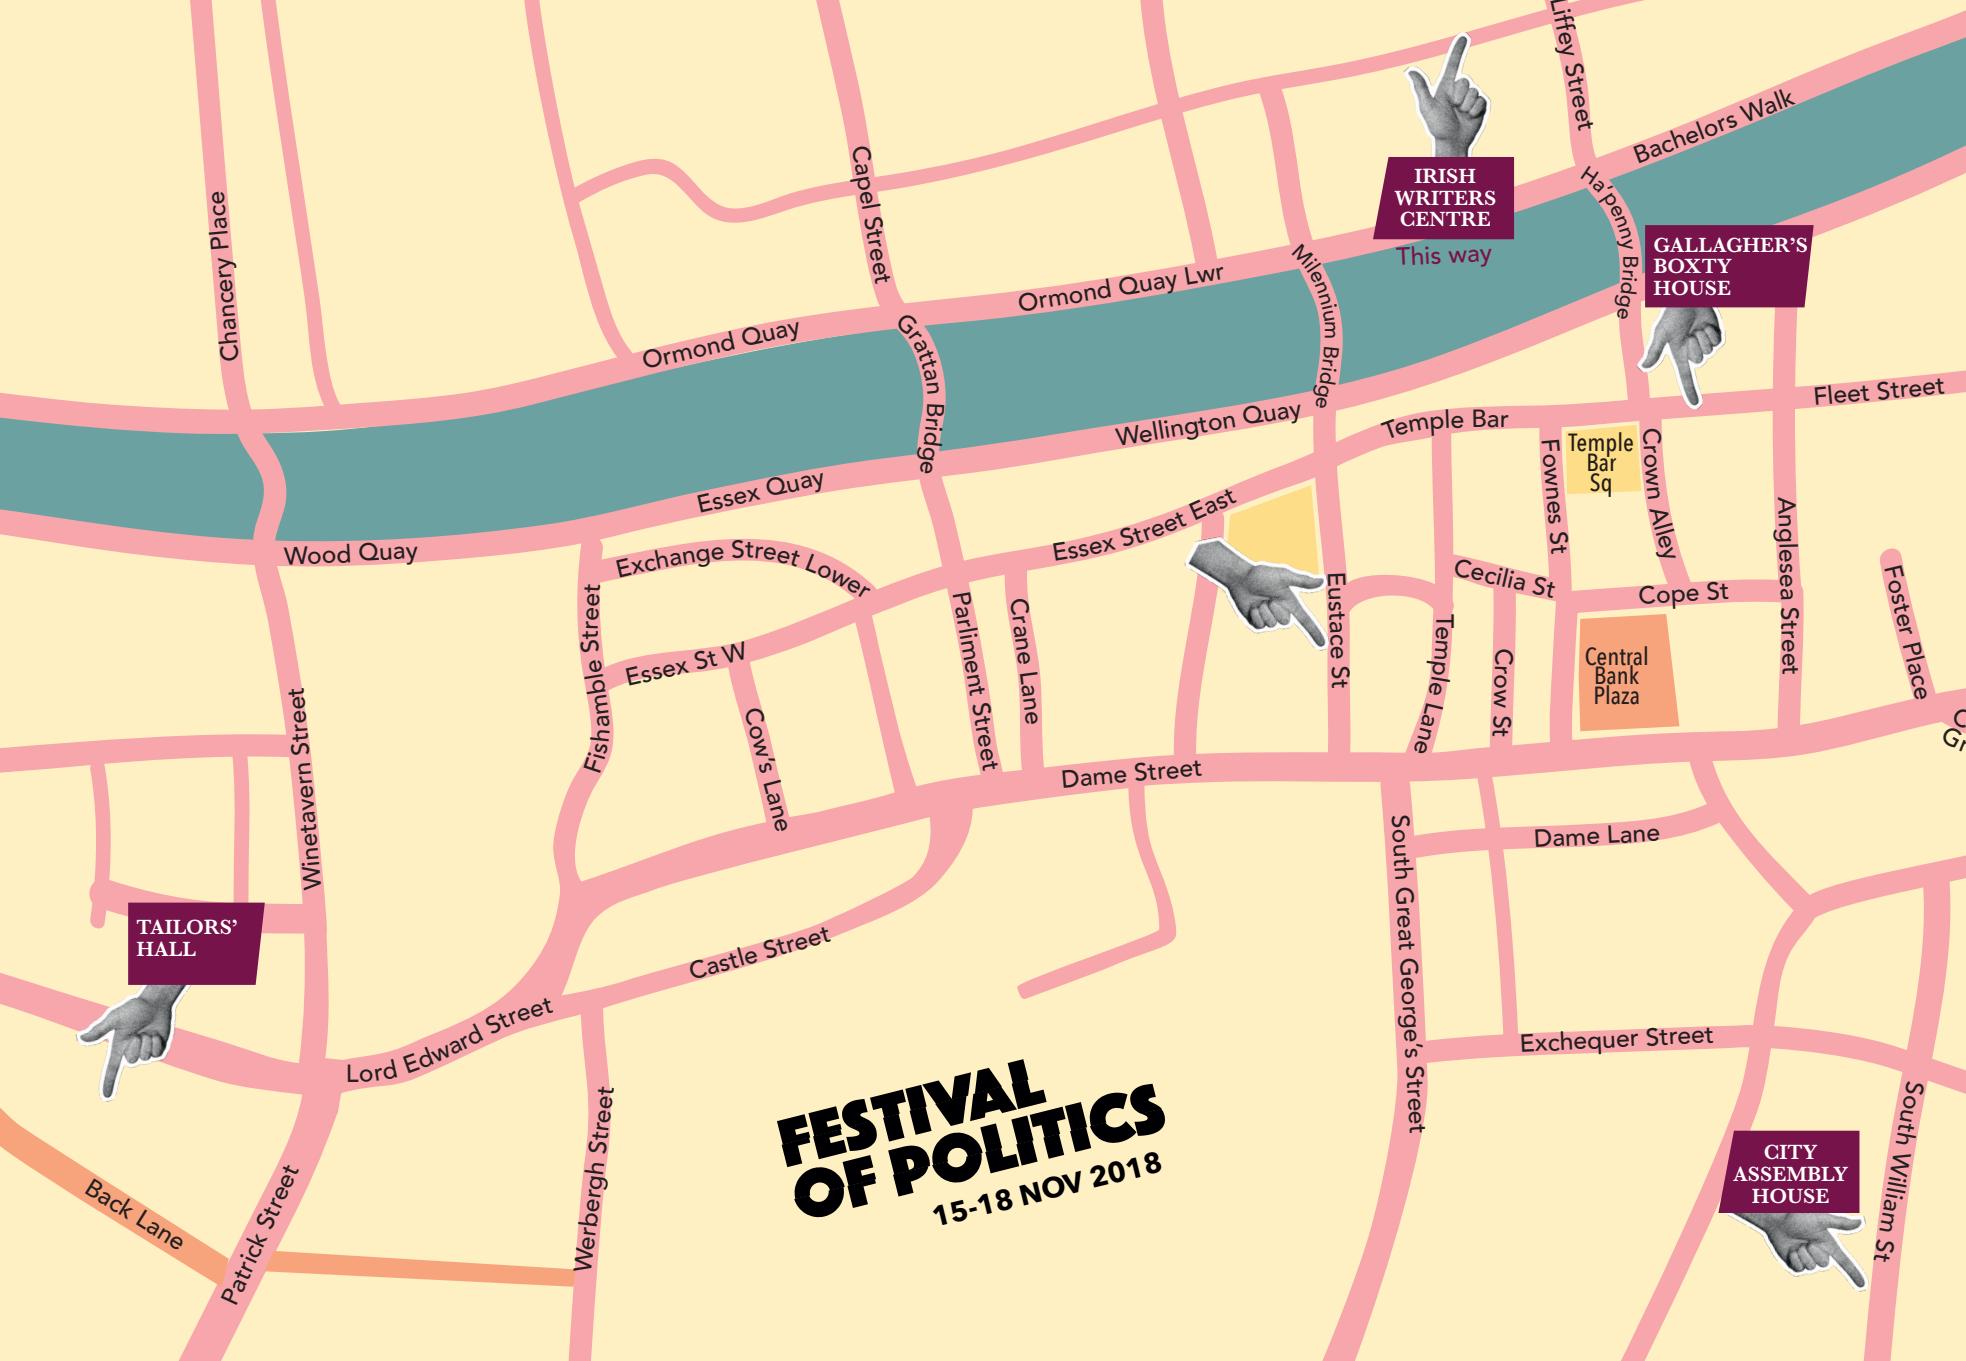 Liffey Street
Bachelors Walk
IRISH
WRITERS
CENTRE
This way
Ha'penny Bridge
GALLAGHER'S
BOXTY
HOUSE
Chancery Place
Capel Street
Ormond Quay Lwr
Milennium Bridge
Ormond Quay
Grattan Bridge
Wellington Quay
Temple Bar
Fleet Street
Temple
Bar
Sq
Fownes St
Crown Alley
Essex Quay
Wood Quay
Exchange Street Lower
Essex Street East
Anglesea Street
Foster Place
Cecilia St
Cope St
Eustace St
Fishamble Street
Parliment Street
Crane Lane
Essex St W
Temple Lane
Crow St
Central
Bank
Plaza
Winetavern Street
Cow's Lane
Dame Street
Dame Lane
South Great George's Street
TAILORS'
HALL
Castle Street
Lord Edward Street
Exchequer Street
South William St
Werbergh Street
FESTIVAL
OF POLITICS
15-18 NOV 2018
CITY
ASSEMBLY
HOUSE
Back Lane
Patrick Street